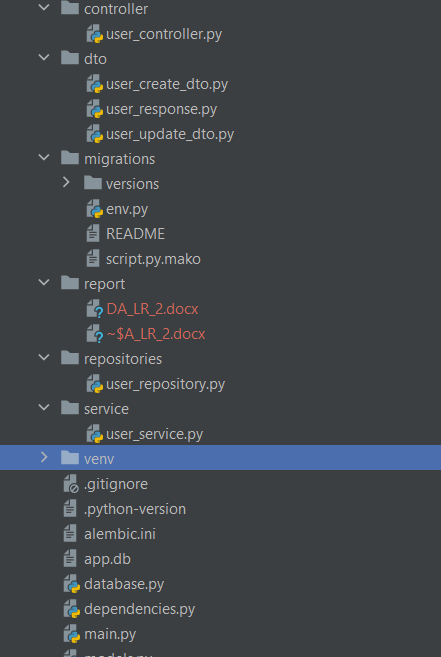 controller
user_controller.py
dto
user_create_dto.py
user_response.py
user_update_dto.py
migrations
versions
env.py
README
script.py.mako
report
DA_LR_2.docx
~$A_LR_2.docx
repositories
user_repository.py
service
user_service.py
venv
.gitignore
.python-version
alembic.ini
app.db
database.py
dependencies.py
main.py